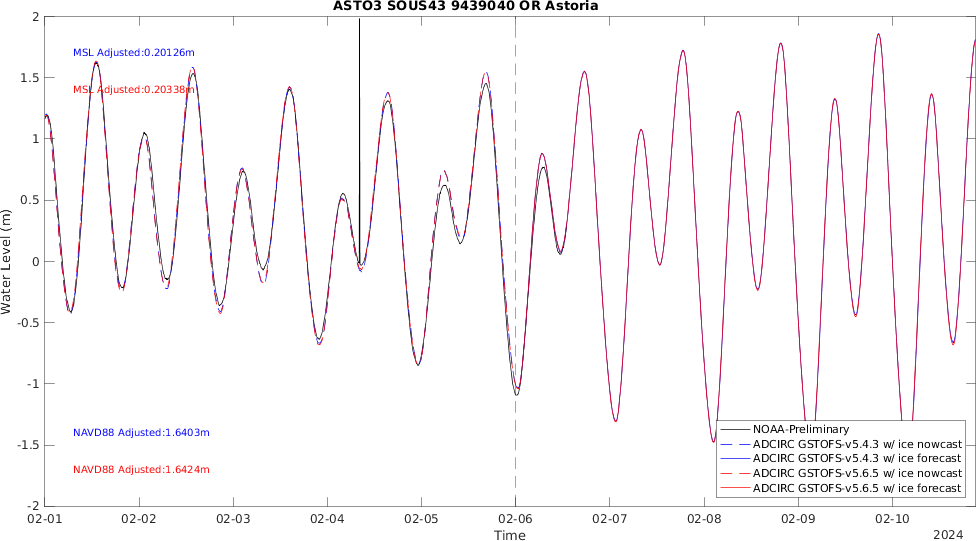 ASTO3 SOUS43 9439040 OR Astoria
MSL Adjusted:0.20126m
MSL Adjusted:0.20338m
NAVD88 Adjusted:1.6403m
NAVD88 Adjusted:1.6424m
Water Level (m)
2
1.5
1
0.5
0
-0.5
-1
-1.5
-2
NOAA-Preliminary
ADCIRC GSTOFS-v5.4.3 w/ ice nowcast
ADCIRC GSTOFS-v5.4.3 w/ ice forecast
ADCIRC GSTOFS-v5.6.5 w/ ice nowcast
ADCIRC GSTOFS-v5.6.5 w/ ice forecast
02-01 02-02 02-03 02-04 02-05 02-06 02-07 02-08 02-09 02-10
Time
2024